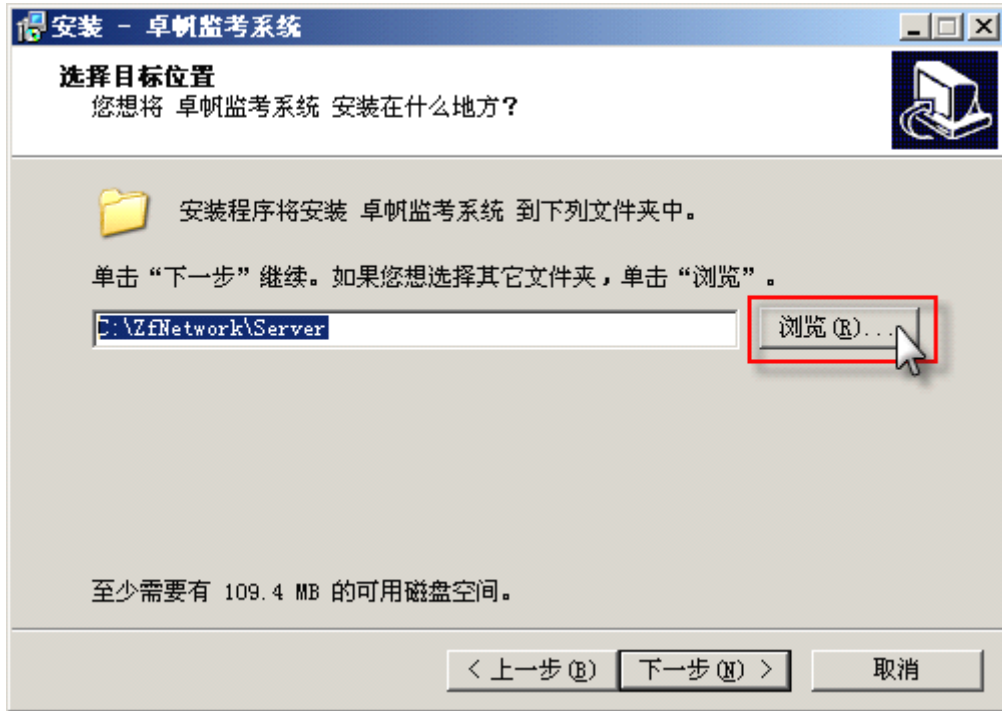 安装 - 卓帆监考系统
选择目标位置
您想将 卓帆监考系统 安装在什么地方？
安装程序将安装 卓帆监考系统 到下列文件夹中。
单击“下一步”继续。如果您想选择其它文件夹，单击“浏览”。
C:\ZfNetwork\Server
浏览(R)...
至少需要有 109.4 MB 的可用磁盘空间。
< 上一步(B) 下一步(N) > 取消